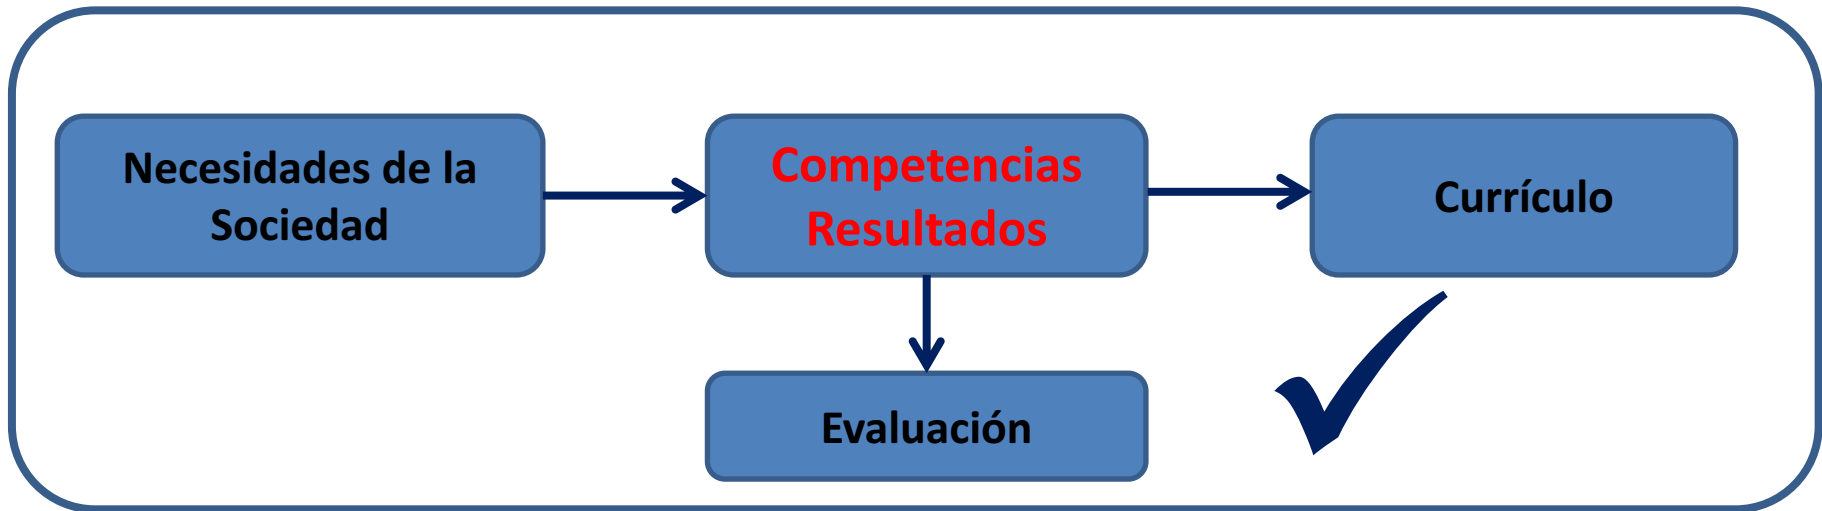 Necesidades de la
Sociedad
Competencias
Resultados
Currículo
Evaluación